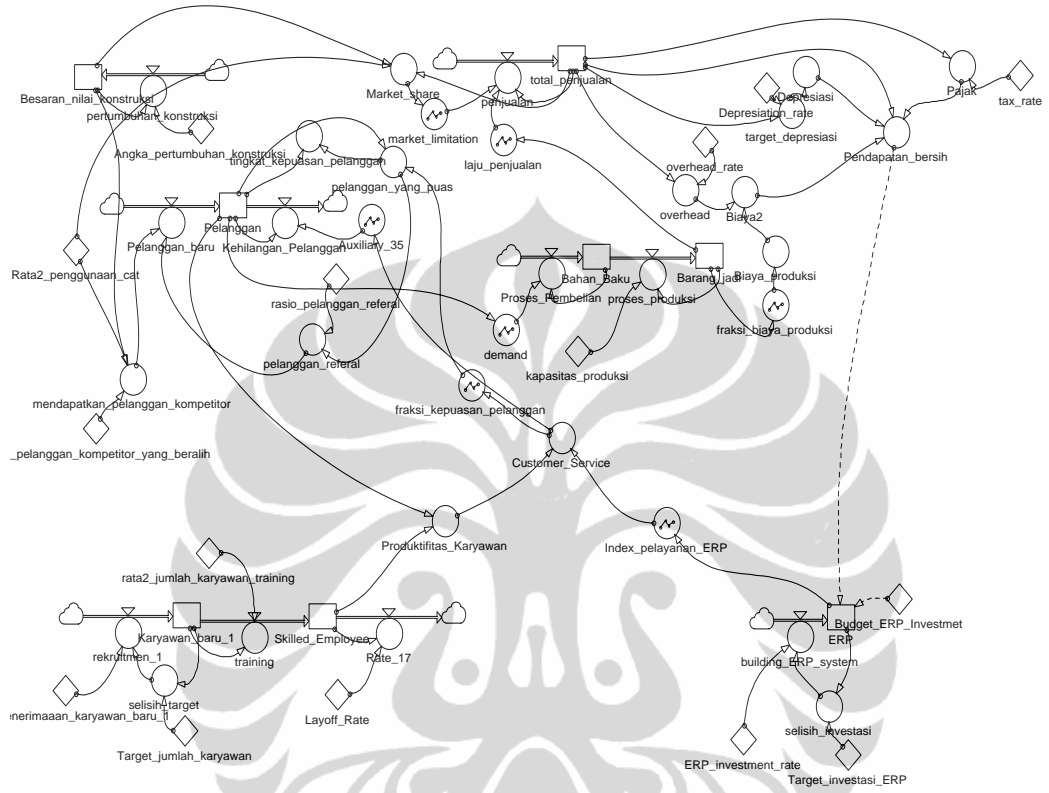 Besaran_nilai_konstruksi
pertumbuhan_konstruksi
Angka_pertumbuhan_konstruksi
Market_share
market_limitation
penjualan
total_penjualan
laju_penjualan
Depresiasi
Depresiation_rate
target_depresiasi
Pajak
tax_rate
Pendapatan_bersih
overhead_rate
overhead
Biaya2
tingkat_kepuasan_pelanggan
pelanggan_yang_puas
Pelanggan
Pelanggan_baru
Kehilangan_Pelanggan
Auxiliary_35
Rata2_penggunaan_cat
rasio_pelanggan_referal
Bahan_Baku
Barang_jadi
Biaya_produksi
Proses_Pembelian
proses_produksi
fraksi_biaya_produksi
demand
pelanggan_referal
kapasitas_produksi
mendapatkan_pelanggan_kompetitor
fraksi_kepuasan_pelanggan
_pelanggan_kompetitor_yang_beralih
Customer_Service
Produktifitas_Karyawan
Index_pelayanan_ERP
rata2_jumlah_karyawan_training
Karyawan_baru_1
Skilled_Employee
rekruitmen_1
training
Rate_17
Budget_ERP_Investmet
ERP
building_ERP_system
selisih_target
enerimaaan_karyawan_baru_1
Layoff_Rate
selisih_investasi
Target_jumlah_karyawan
ERP_investment_rate
Target_investasi_ERP